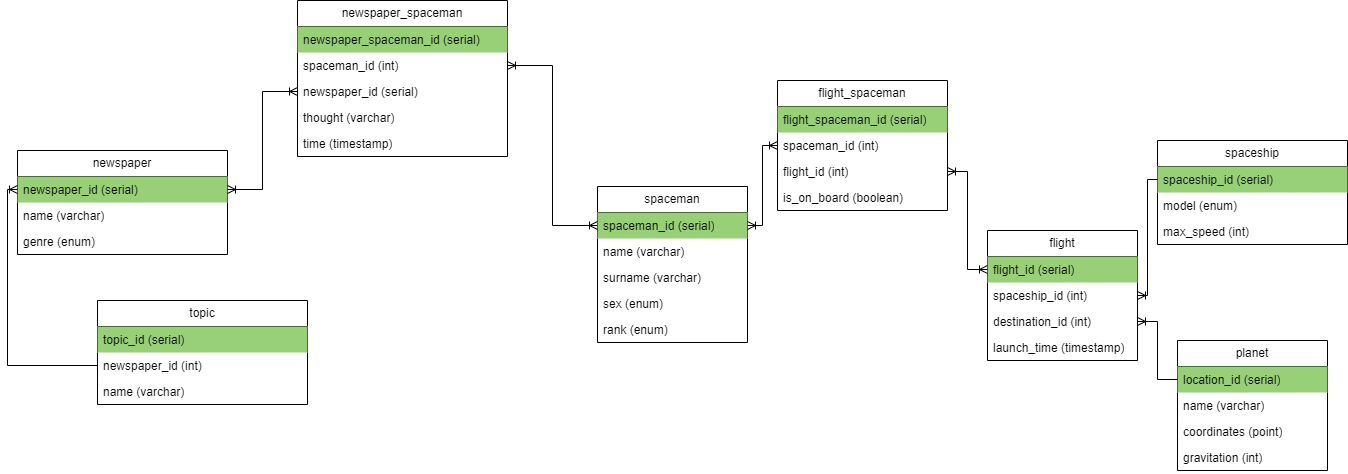 newspaper_spaceman
newspaper_spaceman_id (serial)
spaceman_id (int)
newspaper_id (serial)
thought (varchar)
time (timestamp)
newspaper
newspaper_id (serial)
name (varchar)
genre (enum)
topic
topic_id (serial)
newspaper_id (int)
name (varchar)
spaceman
spaceman_id (serial)
name (varchar)
surname (varchar)
sex (enum)
rank (enum)
flight_spaceman
flight_spaceman_id (serial)
spaceman_id (int)
flight_id (int)
is_on_board (boolean)
flight
flight_id (serial)
spaceship_id (int)
destination_id (int)
launch_time (timestamp)
spaceship
spaceship_id (serial)
model (enum)
max_speed (int)
planet
location_id (serial)
name (varchar)
coordinates (point)
gravitation (int)